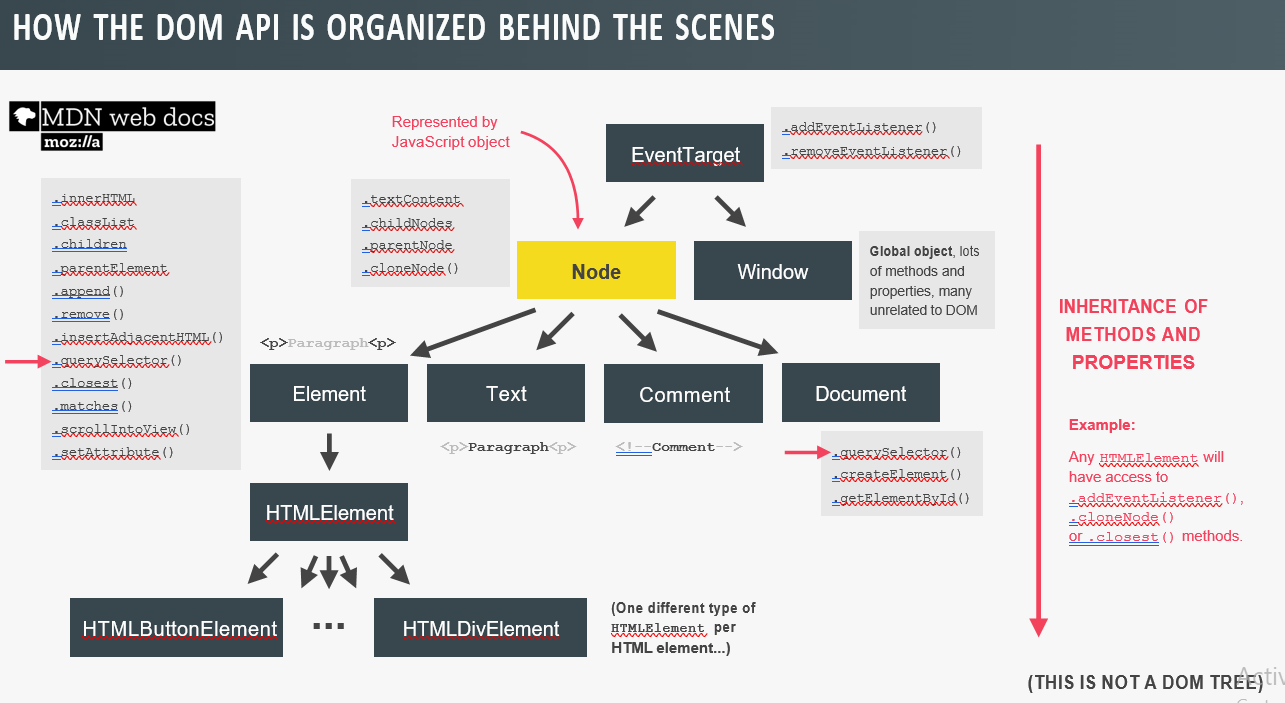 HOW THE DOM API IS ORGANIZED BEHIND THE SCENES
MDN web docs
moz://a
Represented by
JavaScript object
EventTarget
.addEventListener()
.removeEventListener()
.innerHTML
.classList
.children
.parentElement
.append()
.remove()
.insertAdjacentHTML()
.querySelector()
.closest()
.matches()
.scrollIntoView()
.setAttribute()
.textContent
.childNodes
.parentNode
.cloneNode()
Node
Window
Global object, lots
of methods and
properties, many
unrelated to DOM
<p>Paragraph<p>
Element
Text
Comment
Document
<p>Paragraph<p>
<!--Comment-->
.querySelector()
.createElement()
.getElementById()
HTMLElement
HTMLButtonElement
...
HTMLDivElement
(One different type of
HTMLElement per
HTML element...)
INHERITANCE OF
METHODS AND
PROPERTIES
Example:
Any HTMLElement will
have access to
.addEventListener(),
.cloneNode()
or .closest() methods.
(THIS IS NOT A DOM TREE)